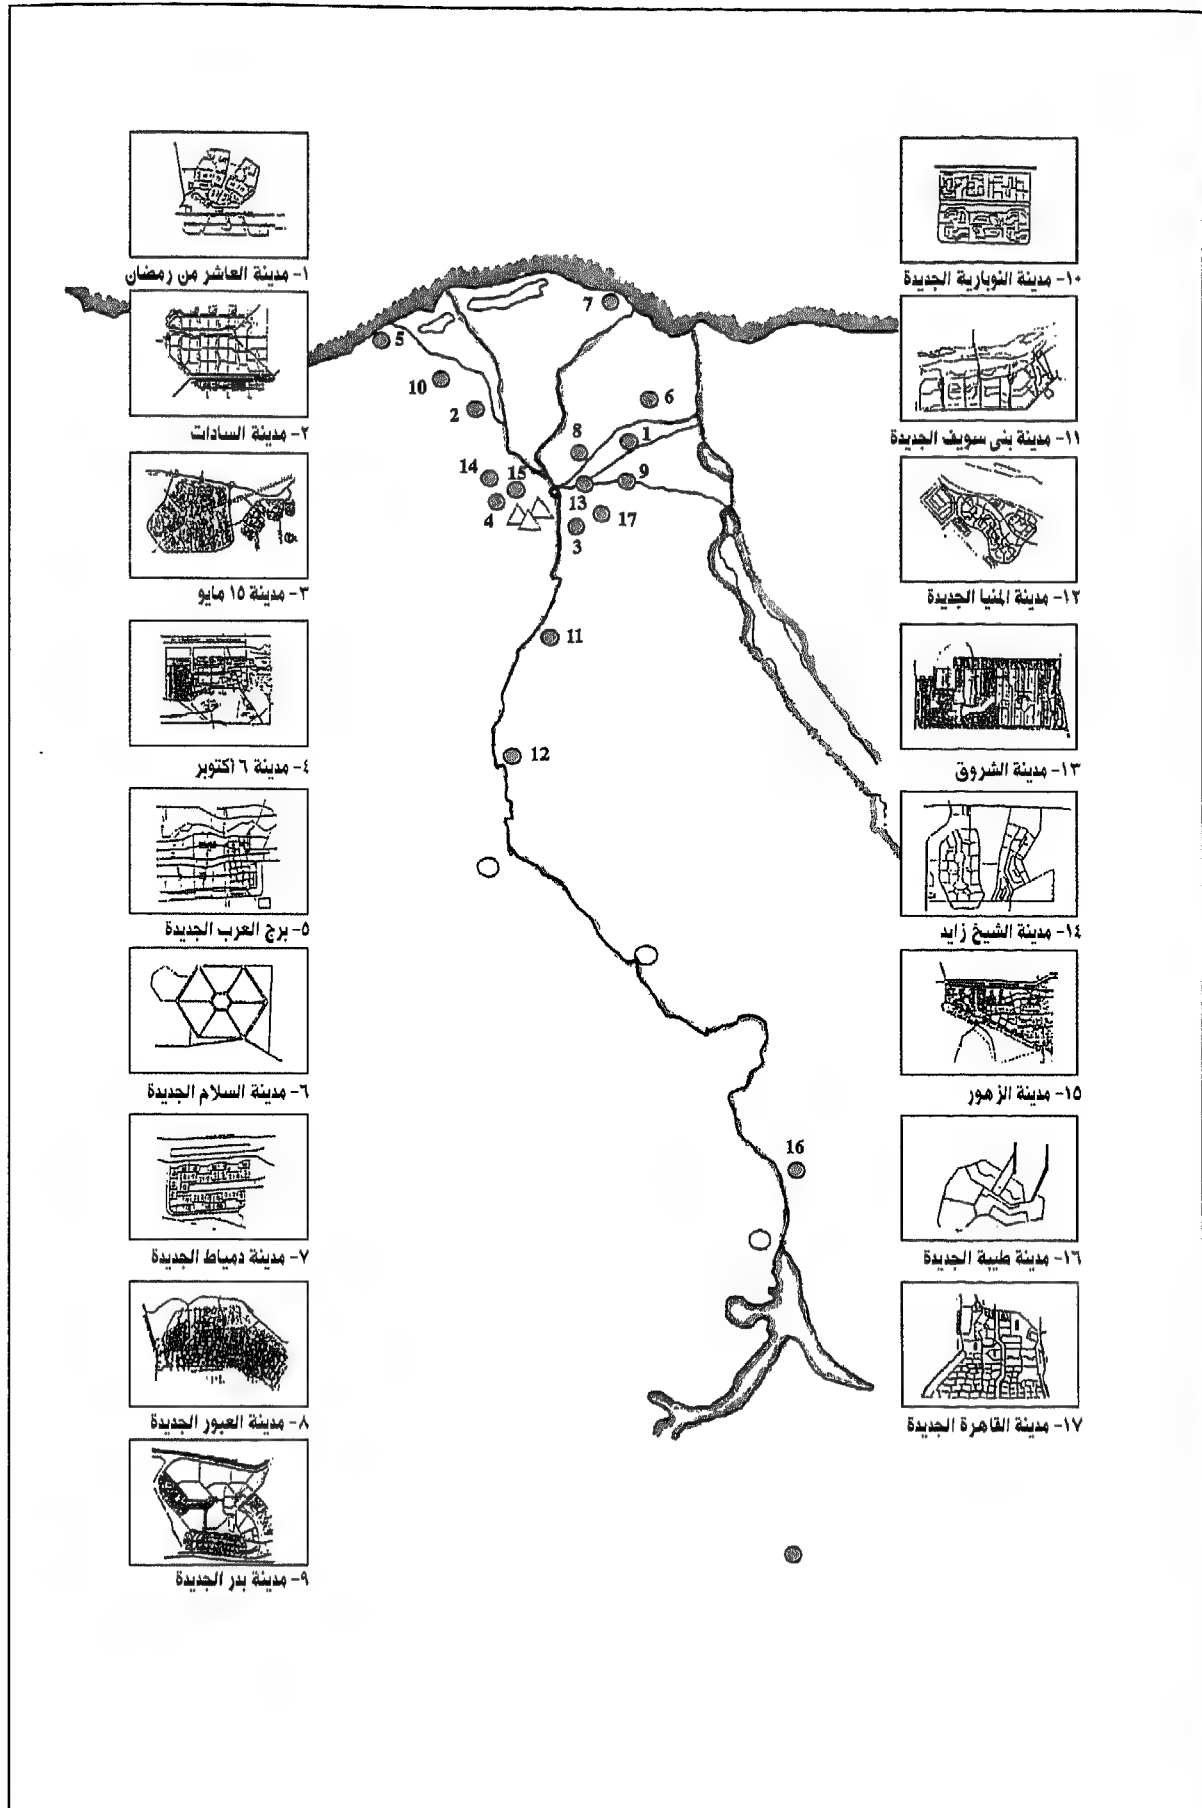 ١- مدينة العاشر من رمضان
٢- مدينة السادات
٣- مدينة ١٥ مايو
٤- مدينة ٦ اكتوبر
٥- برج العرب الجديدة
٦- مدينة السلام الجديدة
٧- مدينة دمياط الجديدة
٨- مدينة العبور الجديدة
٩- مدينة بدر الجديدة
7
5
10
6
2
1
8
14
15
9
13
4
17
3
11
12
16
١٠- مدينة النوبارية الجديدة
١١- مدينة بنى سويف الجديدة
١٢- مدينة المنيا الجديدة
١٣- مدينة الشروق
١٤- مدينة الشيخ زايد
١٥- مدينة الزهور
١٦- مدينة طيبة الجديدة
١٧- مدينة القاهرة الجديدة